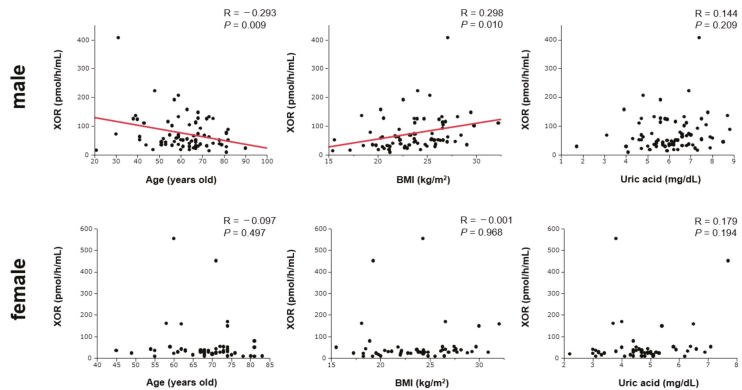 male
R = −0.293
P = 0.009
XOR (pmol/h/mL)
400
300
200
100
0
20 30 40 50 60 70 80 90 100
Age (years old)
R = 0.298
P = 0.010
XOR (pmol/h/mL)
400
300
200
100
0
15 20 25 30
BMI (kg/m²)
R = 0.144
P = 0.209
XOR (pmol/h/mL)
400
300
200
100
0
1 2 3 4 5 6 7 8 9
Uric acid (mg/dL)
female
R = −0.097
P = 0.497
XOR (pmol/h/mL)
600
500
400
300
200
100
0
40 45 50 55 60 65 70 75 80 85
Age (years old)
R = −0.001
P = 0.968
XOR (pmol/h/mL)
600
500
400
300
200
100
0
15 20 25 30
BMI (kg/m²)
R = 0.179
P = 0.194
XOR (pmol/h/mL)
600
500
400
300
200
100
0
2 3 4 5 6 7 8
Uric acid (mg/dL)